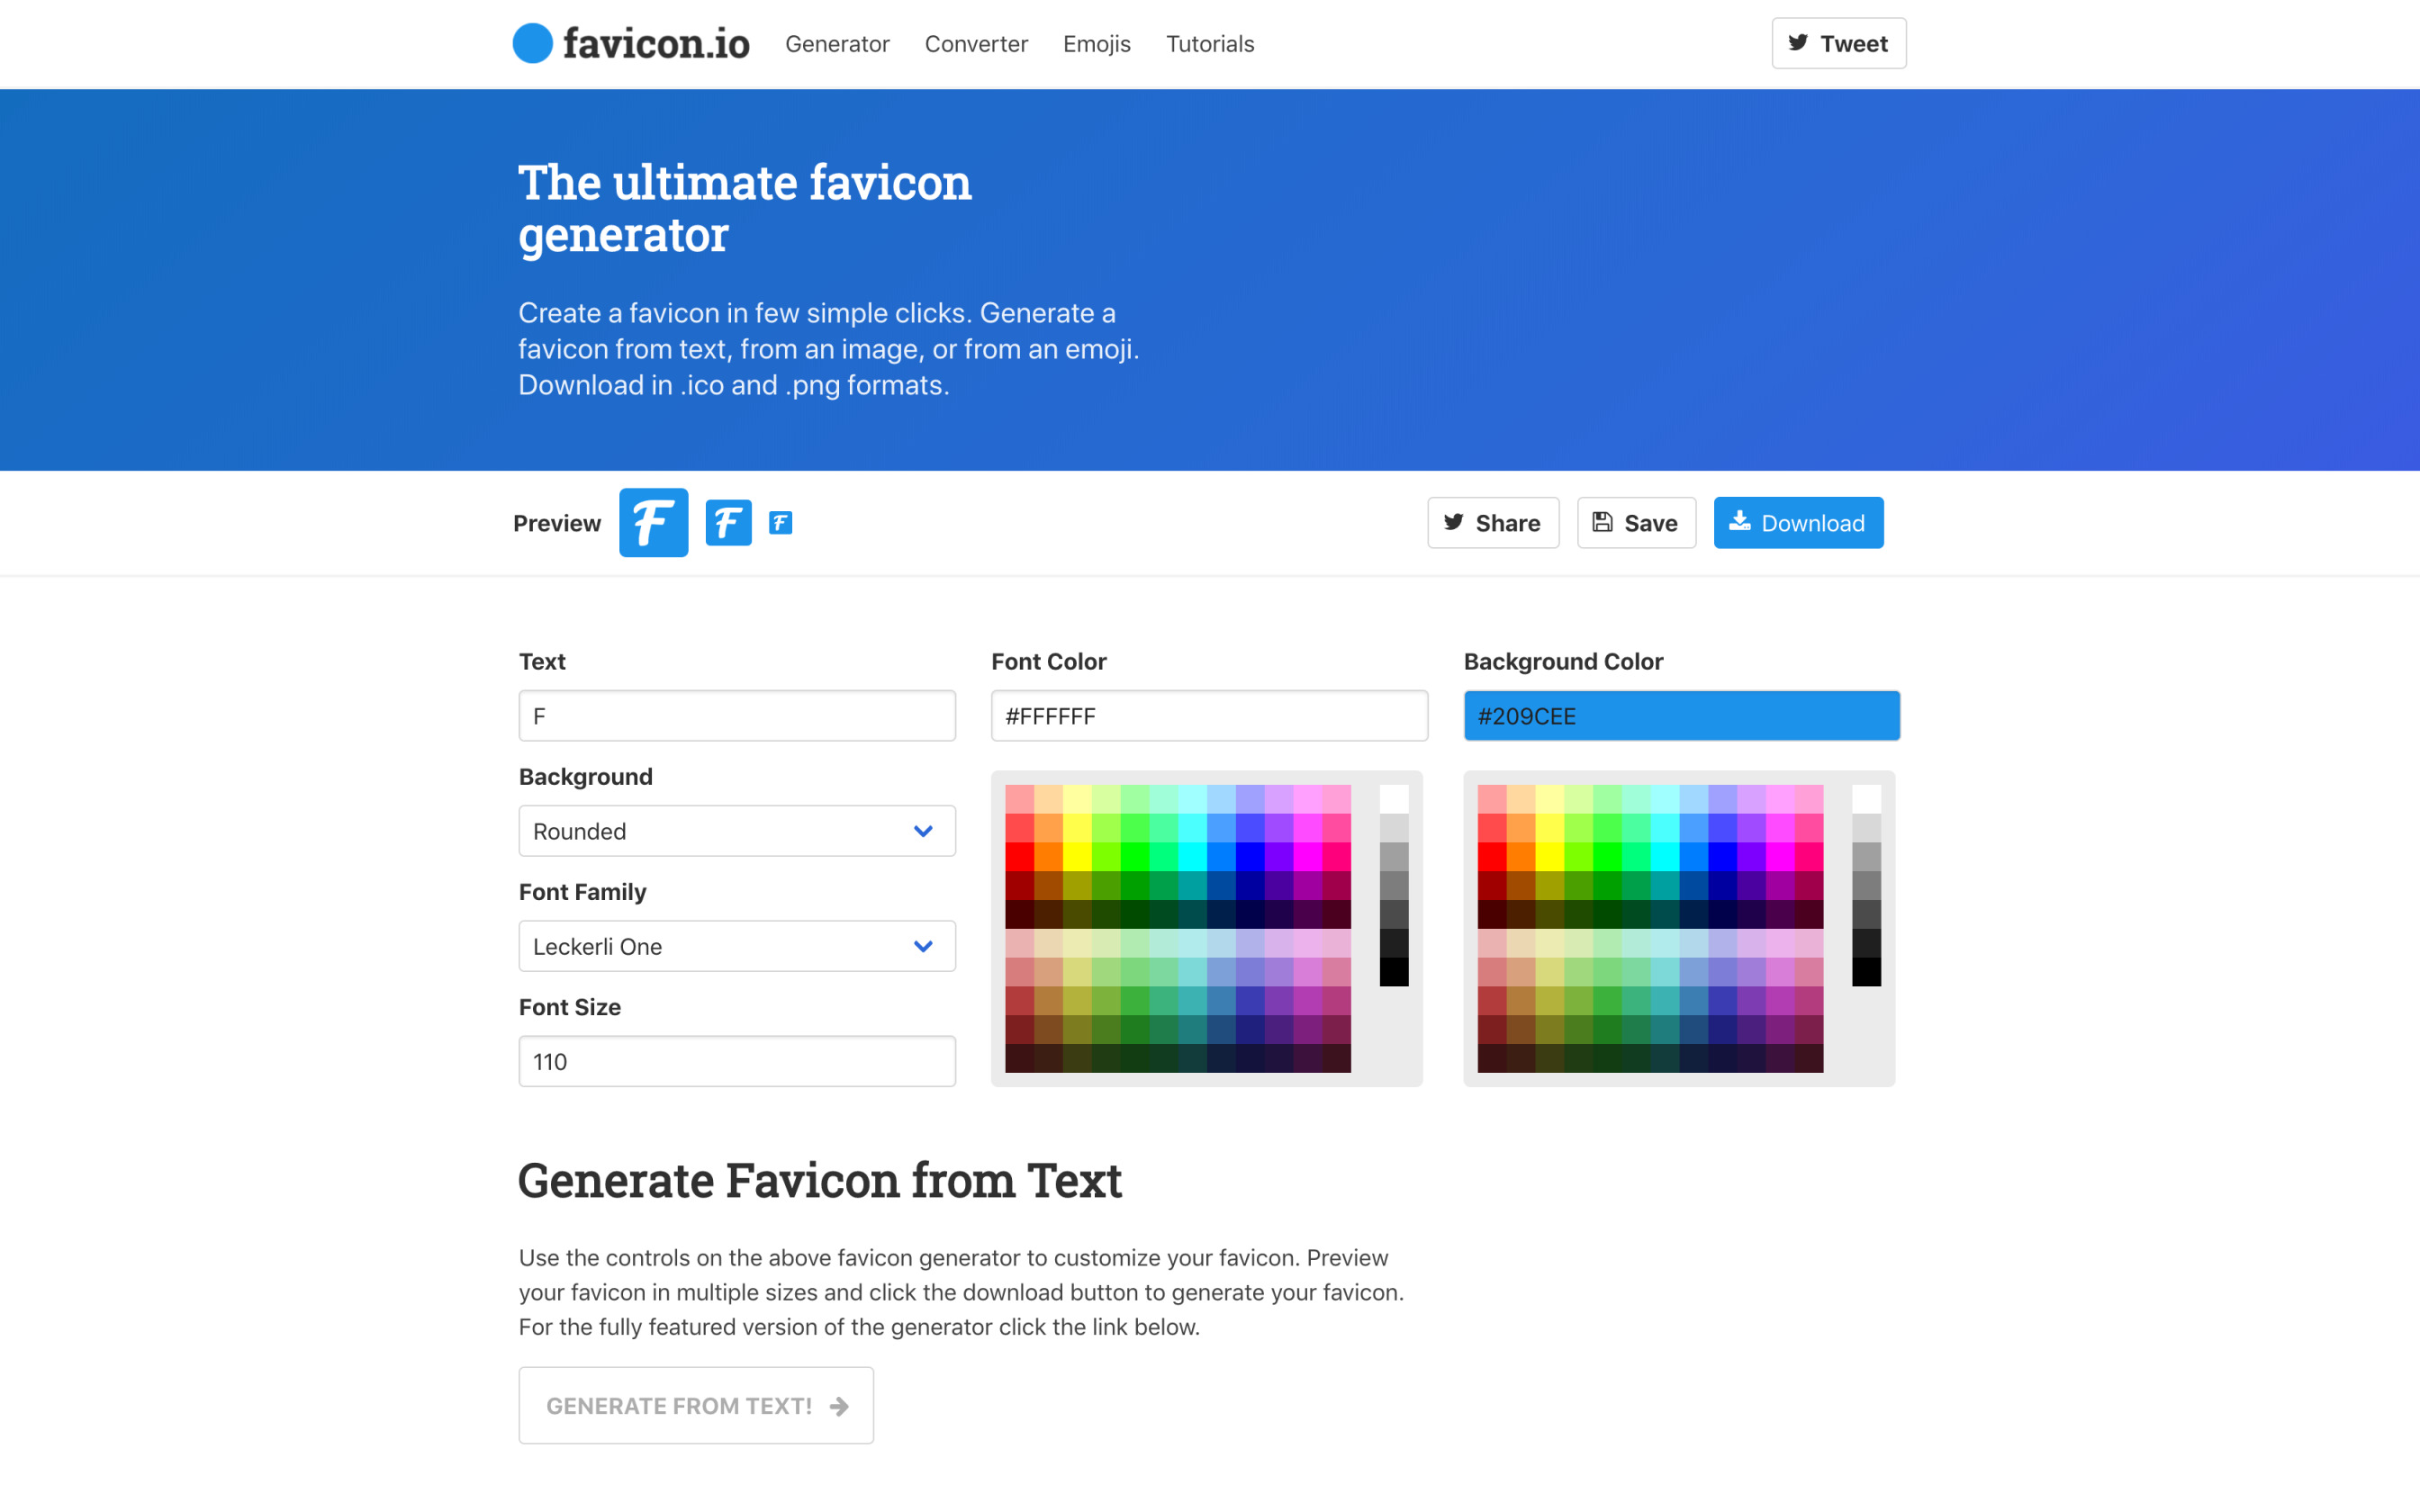 favicon.io
Generator
Converter
Emojis
Tutorials
Tweet
The ultimate favicon
generator
Create a favicon in few simple clicks. Generate a
favicon from text, from an image, or from an emoji.
Download in .ico and .png formats.
Preview
F
F
F
Share
Save
Download
Text
F
Background
Rounded
Font Family
Leckerli One
Font Size
110
Font Color
#FFFFFF
Background Color
#209CEE
Generate Favicon from Text
Use the controls on the above favicon generator to customize your favicon. Preview
your favicon in multiple sizes and click the download button to generate your favicon.
For the fully featured version of the generator click the link below.
GENERATE FROM TEXT!